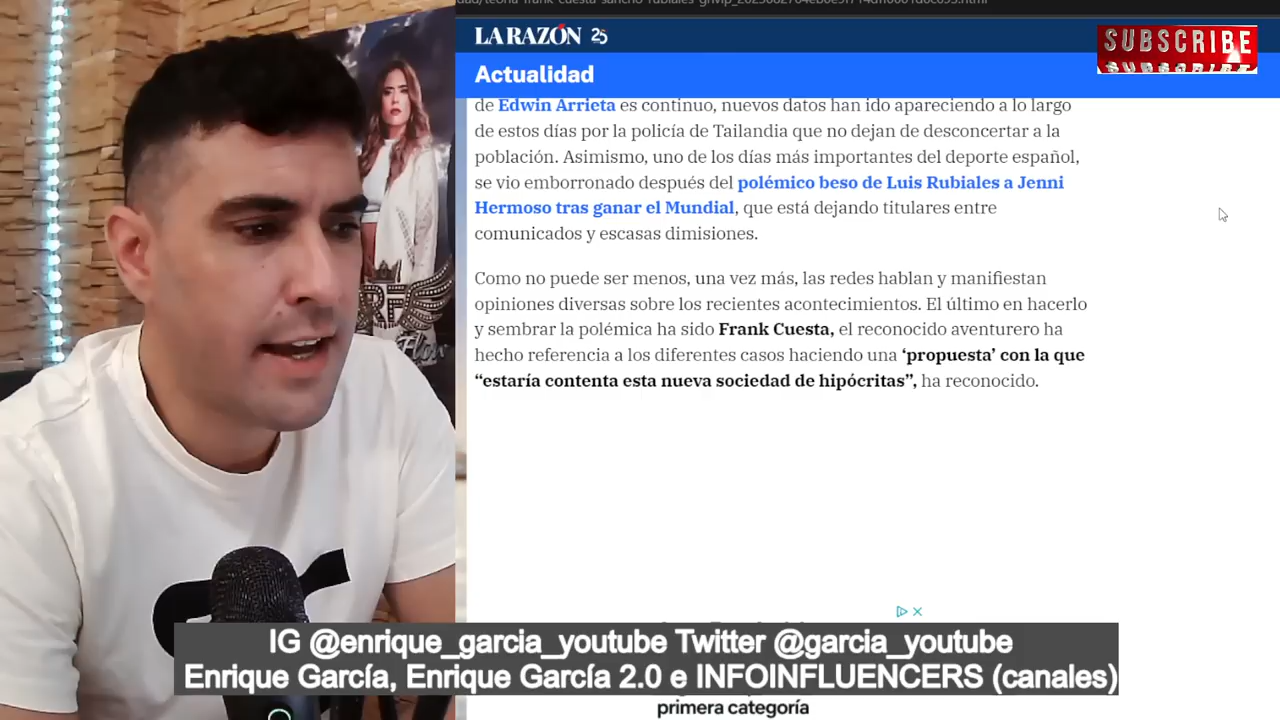 LA RAZÓN 25
SUBSCRIBE
Actualidad
de Edwin Arrieta es continuo, nuevos datos han ido apareciendo a lo largo
de estos días por la policía de Tailandia que no dejan de desconcertar a la
población. Asimismo, uno de los días más importantes del deporte español,
se vio emborronado después del polémico beso de Luis Rubiales a Jenni
Hermoso tras ganar el Mundial, que está dejando titulares entre
comunicados y escasas dimisiones.
Como no puede ser menos, una vez más, las redes hablan y manifiestan
opiniones diversas sobre los recientes acontecimientos. El último en hacerlo
y sembrar la polémica ha sido Frank Cuesta, el reconocido aventurero ha
hecho referencia a los diferentes casos haciendo una ‘propuesta’ con la que
“estaría contenta esta nueva sociedad de hipócritas”, ha reconocido.
RF
Flow
IG @enrique_garcia_youtube Twitter @garcia_youtube
Enrique García, Enrique García 2.0 e INFOINFLUENCERS (canales)
primera categoría